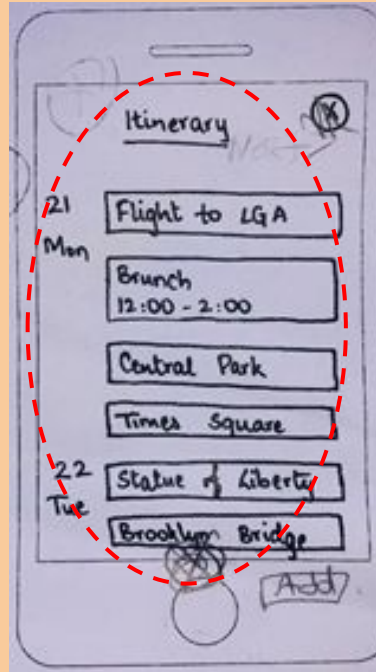 Itinerary
X
21
Mon
Flight to LGA
Brunch
12:00 - 2:00
Central Park
Times Square
22
Tue
Statue of Liberty
Brooklyn Bridge
Add